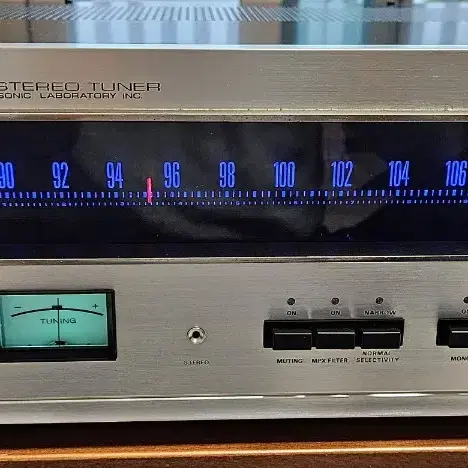 STEREO TUNER
SONIC LABORATORY INC.
90 92 94 96 98 100 102 104 106
- +
TUNING
STEREO
ON ON NARROW
MUTING MPX FILTER NORMAL
SELECTIVITY
MONO